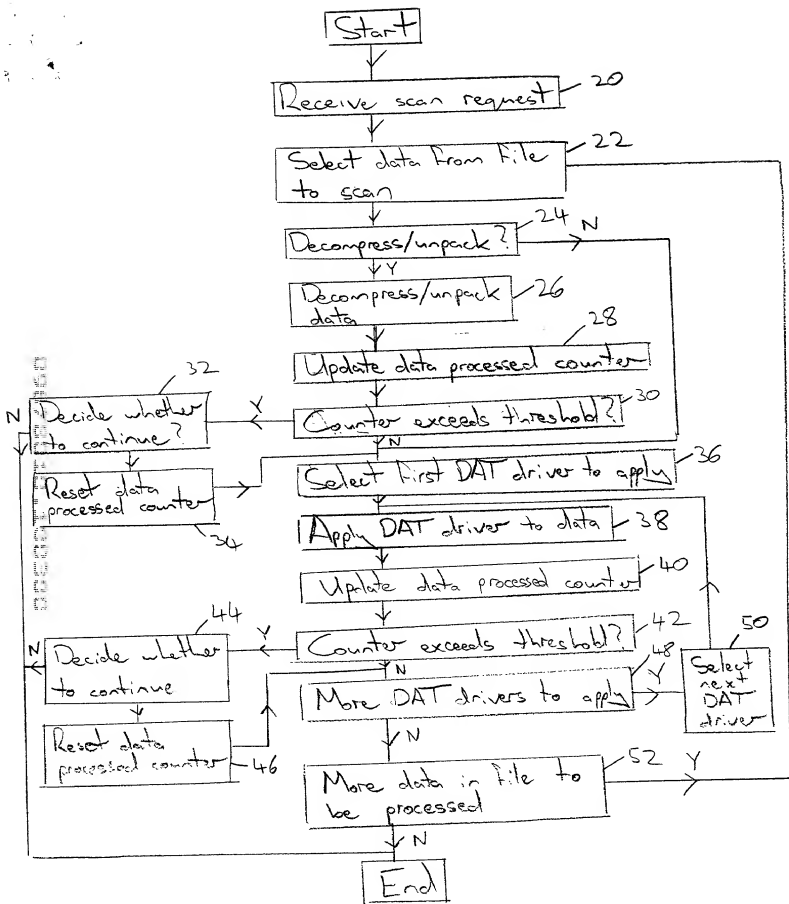 Start
Receive scan request
20
Select data from file
to scan
22
Decompress/unpack?
24
N
Y
Decompress/unpack
data
26
Update data processed counter
28
Counter exceeds threshold?
30
Y
N
Decide whether
to continue?
32
N
Reset data
processed counter
34
Select first DAT driver to apply
36
Apply DAT driver to data
38
Update data processed counter
40
Counter exceeds threshold?
42
Y
N
Decide whether
to continue
44
N
Reset data
processed counter
46
More DAT drivers to apply
48
Y
N
Select
next
DAT
driver
50
More data in file to
be processed
52
Y
N
End